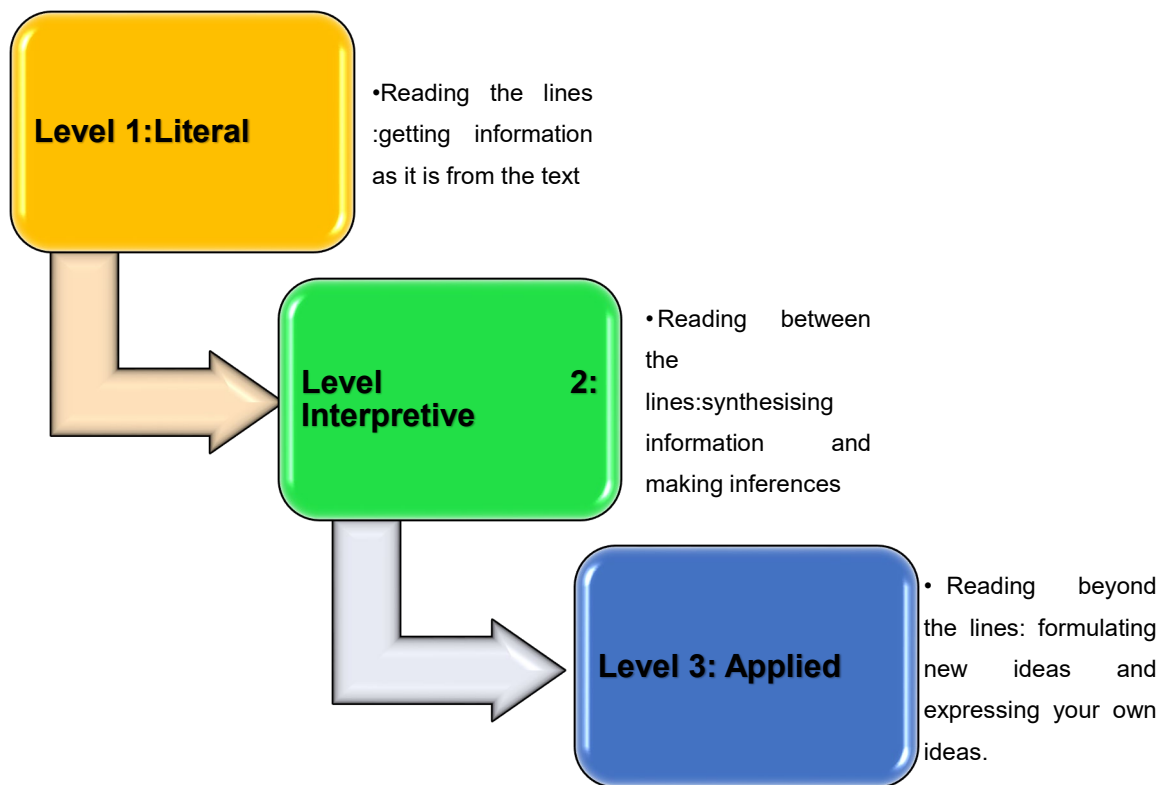 Level 1:Literal
•Reading the lines
:getting information
as it is from the text
Level 2:
Interpretive
•Reading between
the
lines:synthesising
information and
making inferences
Level 3: Applied
• Reading beyond
the lines: formulating
new ideas and
expressing your own
ideas.